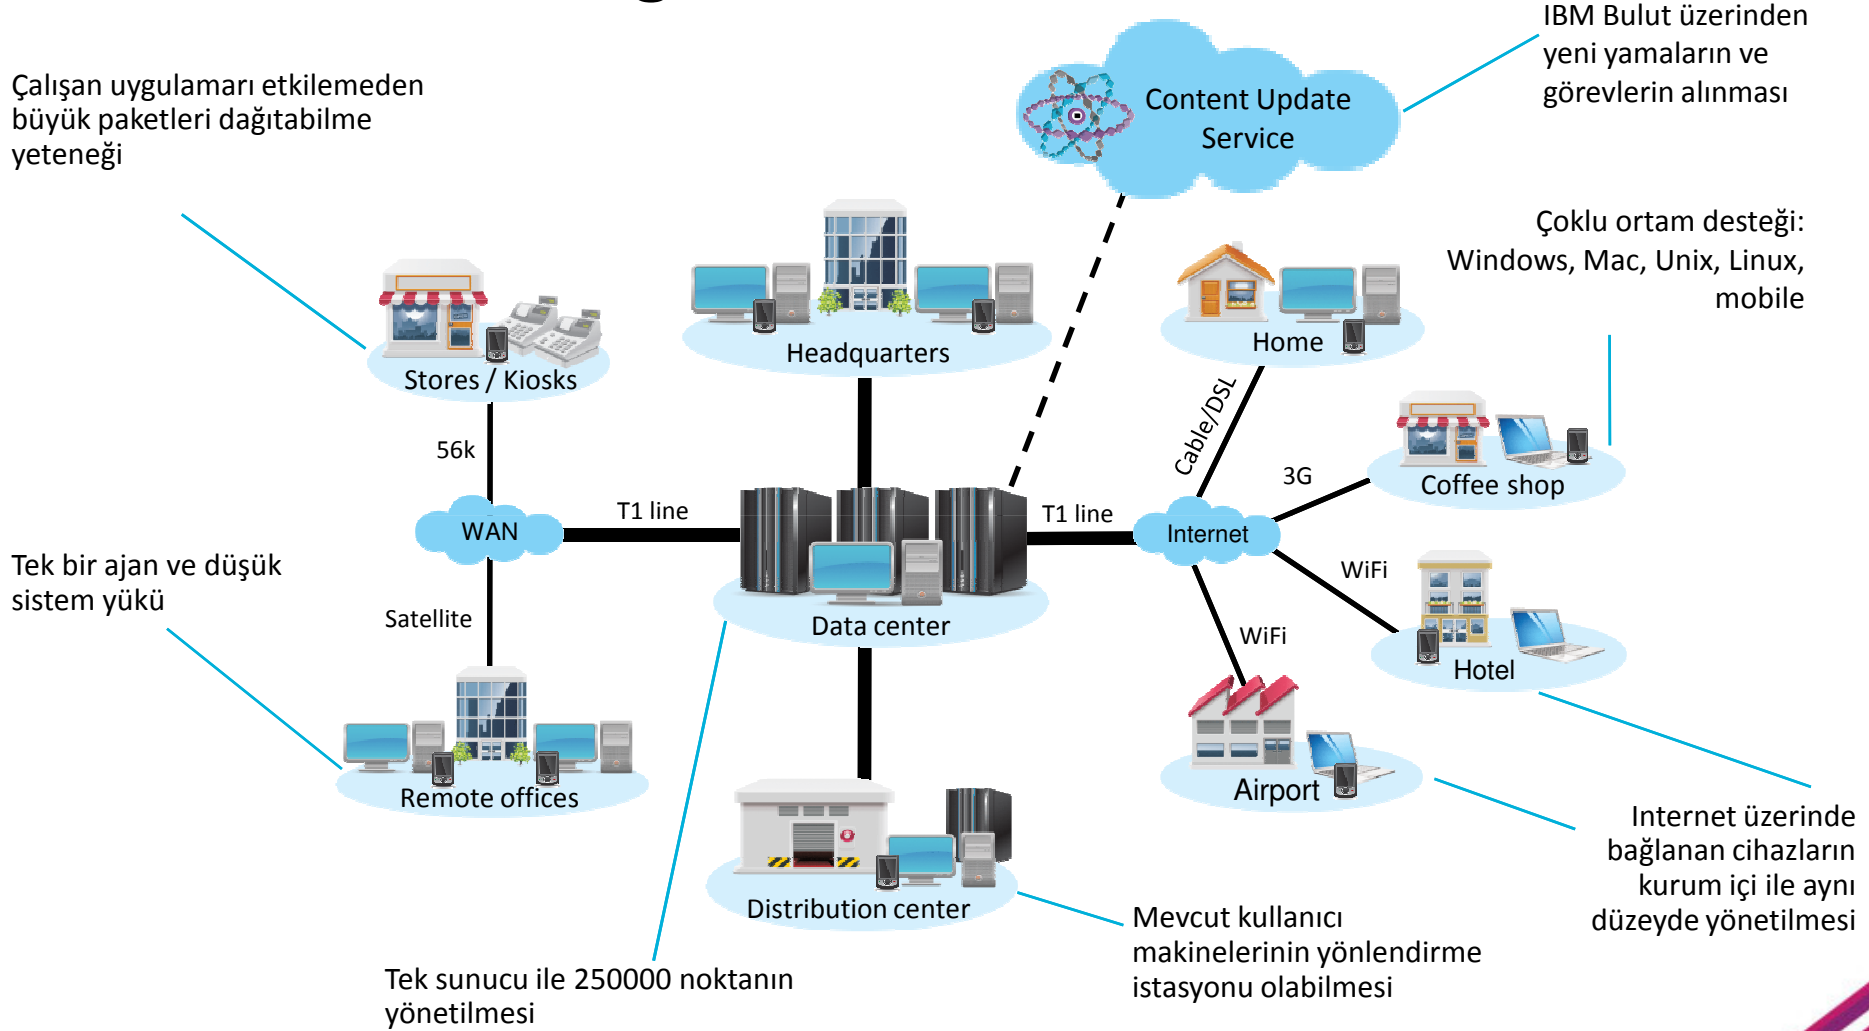 IBM Bulut üzerinden
yeni yamaların ve
görevlerin alınması
Çalışan uygulamarı etkilemeden
büyük paketleri dağıtabilme
yeteneği
Content Update
Service
Çoklu ortam desteği:
Windows, Mac, Unix, Linux,
mobile
Stores / Kiosks
Headquarters
Home
56k
Cable/DSL
3G
Coffee shop
WAN
T1 line
T1 line
Internet
Tek bir ajan ve düşük
sistem yükü
WiFi
Satellite
Data center
WiFi
Hotel
Remote offices
Airport
Internet üzerinde
bağlanan cihazların
kurum içi ile aynı
düzeyde yönetilmesi
Distribution center
Mevcut kullanıcı
makinelerinin yönlendirme
istasyonu olabilmesi
Tek sunucu ile 250000 noktanın
yönetilmesi